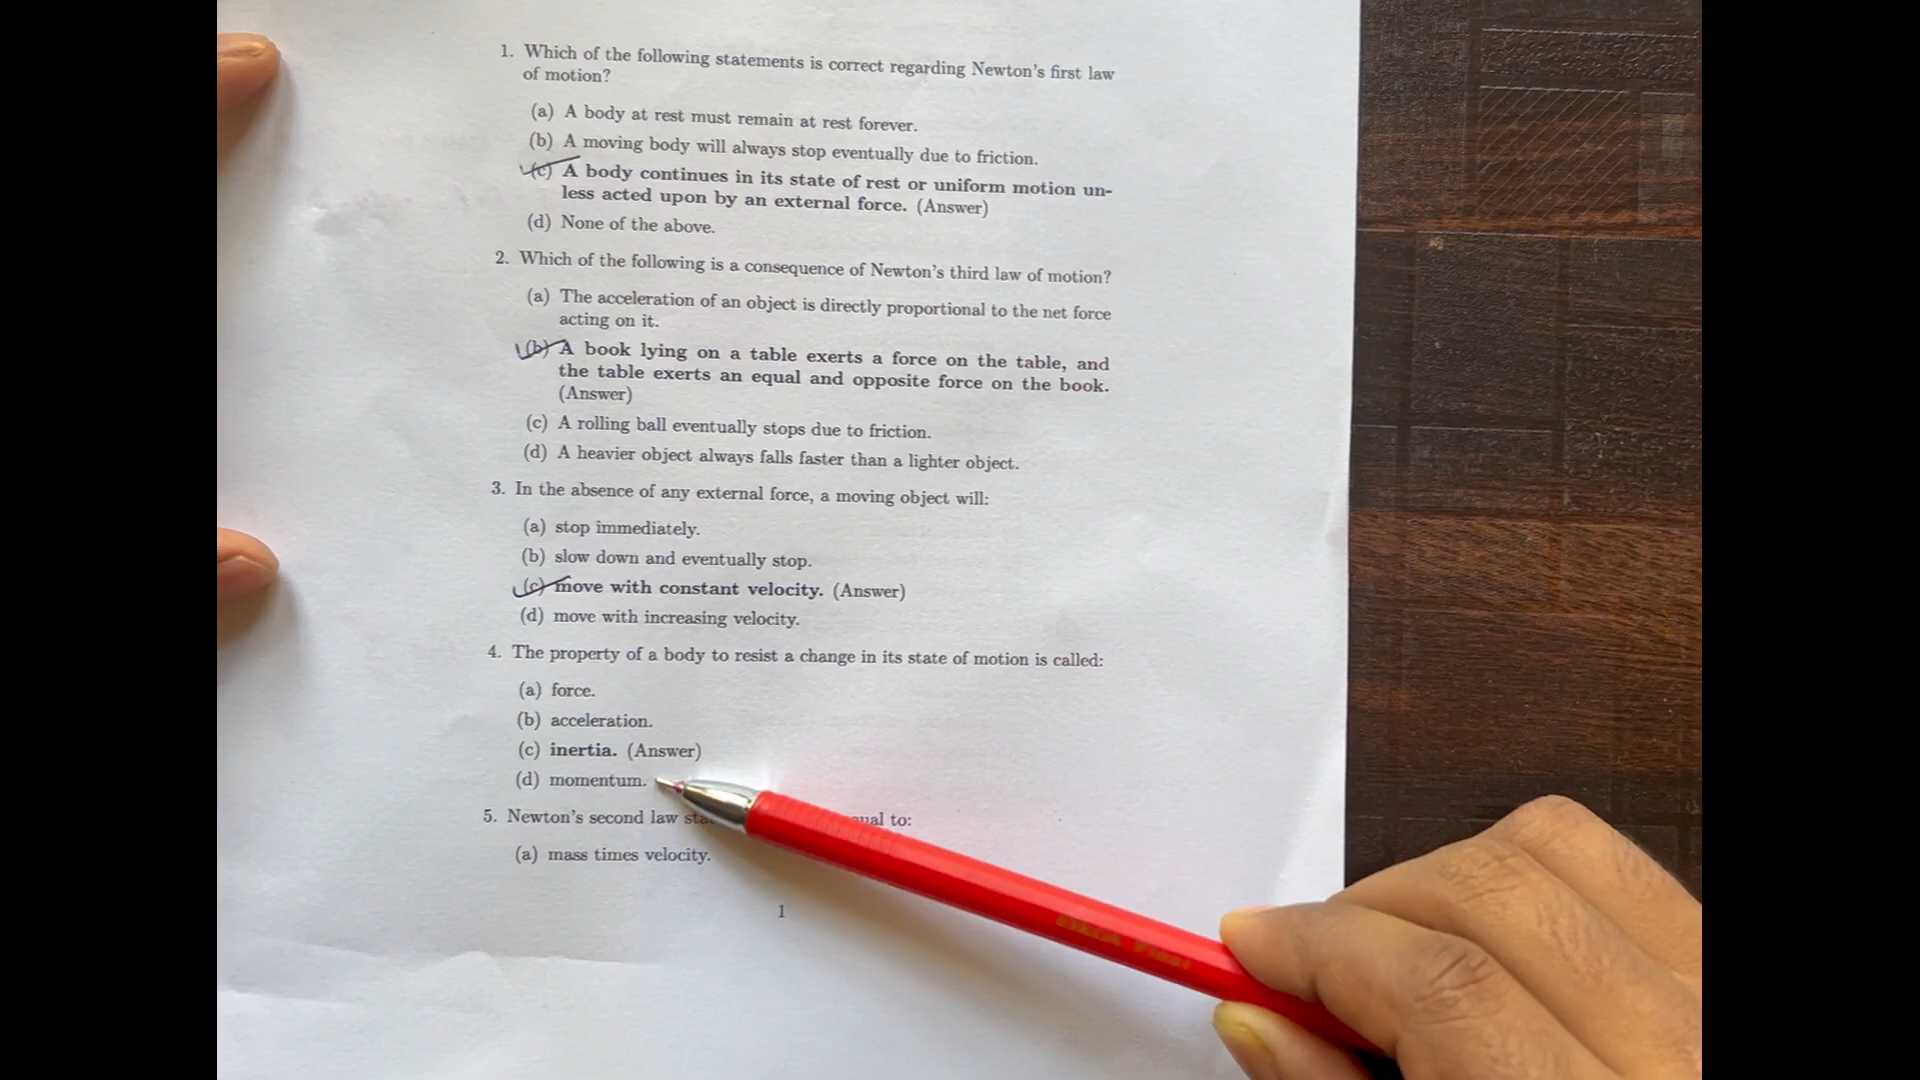 1. Which of the following statements is correct regarding Newton's first law
of motion?
(a) A body at rest must remain at rest forever.
(b) A moving body will always stop eventually due to friction.
(c) A body continues in its state of rest or uniform motion un-
less acted upon by an external force. (Answer)
(d) None of the above.
2. Which of the following is a consequence of Newton's third law of motion?
(a) The acceleration of an object is directly proportional to the net force
acting on it.
(b) A book lying on a table exerts a force on the table, and
the table exerts an equal and opposite force on the book.
(Answer)
(c) A rolling ball eventually stops due to friction.
(d) A heavier object always falls faster than a lighter object.
3. In the absence of any external force, a moving object will:
(a) stop immediately.
(b) slow down and eventually stop.
(c) move with constant velocity. (Answer)
(d) move with increasing velocity.
4. The property of a body to resist a change in its state of motion is called:
(a) force.
(b) acceleration.
(c) inertia. (Answer)
(d) momentum.
5. Newton's second law to:
(a) mass times velocity.
1